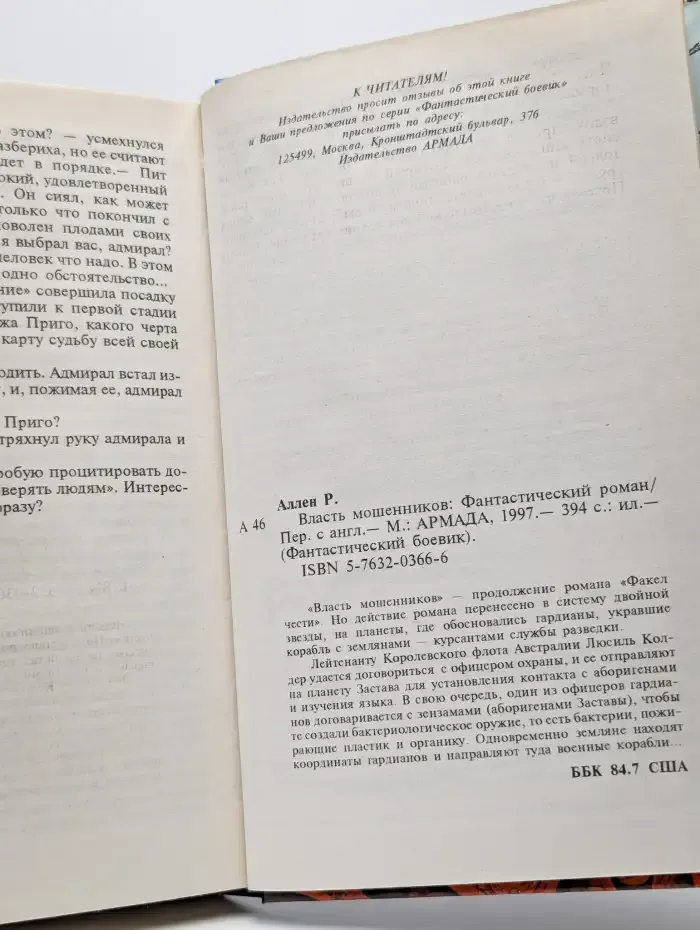 этом? — усмехнулся
азбериха, но ее считают
дет в порядке.— Пит
окий, удовлетворенный
. Он сиял, как может
только что покончил с
оволен плодами своих
я выбрал вас, адмирал?
человек что надо. В этом
одно обстоятельство...
ние» совершила посадку
тупили к первой стадии
жа Приго, какого черта
карту судьбу всей своей
одить. Адмирал встал из-
, и, пожимая ее, адмирал
Приго?
тряхнул руку адмирала и
робую процитировать до-
оверять людям». Интерес-
фразу?
К ЧИТАТЕЛЯМ!
Издательство просит отзывы об этой книге
и Ваши предложения по серии «Фантастический боевик»
присылать по адресу:
125499, Москва, Кронштадтский бульвар, 37б
Издательство АРМАДА
Аллен Р.
А 46
Власть мошенников: Фантастический роман/
Пер. с англ.— М.: АРМАДА, 1997.— 394 с.: ил.—
(Фантастический боевик).
ISBN 5-7632-0366-6
«Власть мошенников» — продолжение романа «Факел
чести». Но действие романа перенесено в систему двойной
звезды, на планеты, где обосновались гардианы, укравшие
корабль с землянами — курсантами службы разведки.
Лейтенанту Королевского флота Австралии Люсиль Кол-
дер удается договориться с офицером охраны, и ее отправляют
на планету Застава для установления контакта с аборигенами
и изучения языка. В свою очередь, один из офицеров гардиа-
нов договаривается с зензамами (аборигенами Заставы), чтобы
те создали бактериологическое оружие, то есть бактерии, пожи-
рающие пластик и органику. Одновременно земляне находят
координаты гардианов и направляют туда военные корабли...
ББК 84.7 США